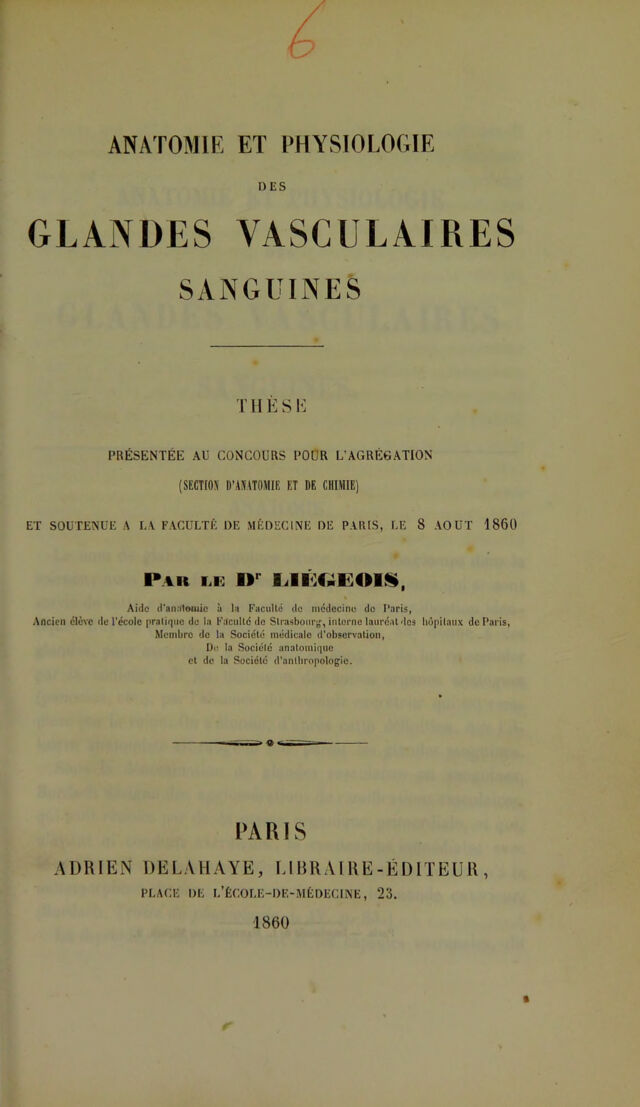 6
ANATOMIE ET PHYSIOLOGIE
DES
GLANDES VASCULAIRES
SANGUINES
THÈSE
PRÉSENTÉE AU CONCOURS POUR L'AGRÉGATION
(SECTION D'ANATOMIE ET DE CHIMIE)
ET SOUTENUE A LA FACULTÉ DE MÉDECINE DE PARIS, LE 8 AOUT 1860
PAR LE Dr LIÉGEOIS,
Aide d'anatomie à la Faculté de médecine de Paris,
Ancien élève de l'école pratique de la Faculté de Strasbourg, interne lauréat des hôpitaux de Paris,
Membre de la Société médicale d'observation,
De la Société anatomique
et de la Société d'anthropologie.
PARIS
ADRIEN DELAHAYE, LIBRAIRE-ÉDITEUR,
PLACE DE L'ÉCOLE-DE-MÉDECINE, 23.
1860